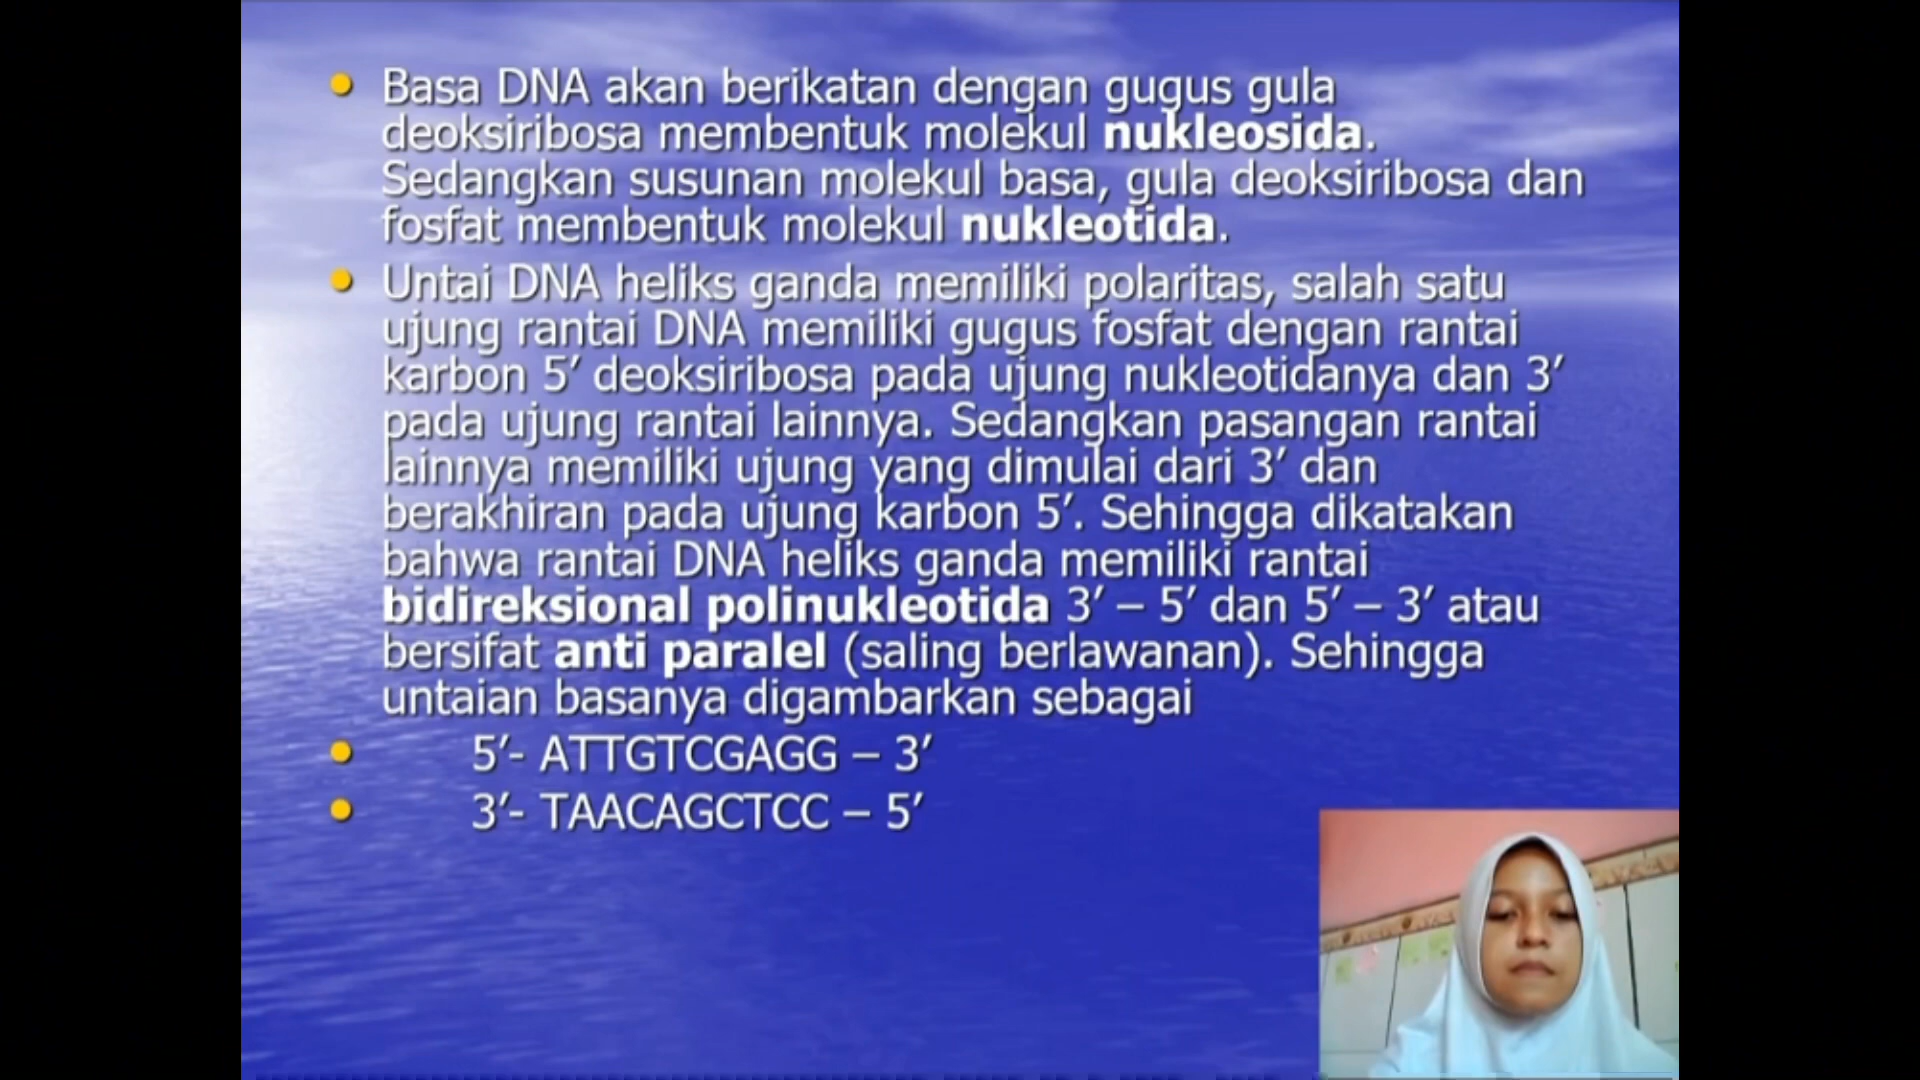 Basa DNA akan berikatan dengan gugus gula
deoksiribosa membentuk molekul nukleosida.
Sedangkan susunan molekul basa, gula deoksiribosa dan
fosfat membentuk molekul nukleotida.
Untai DNA heliks ganda memiliki polaritas, salah satu
ujung rantai DNA memiliki gugus fosfat dengan rantai
karbon 5’ deoksiribosa pada ujung nukleotidanya dan 3’
pada ujung rantai lainnya. Sedangkan pasangan rantai
lainnya memiliki ujung yang dimulai dari 3’ dan
berakhiran pada ujung karbon 5’. Sehingga dikatakan
bahwa rantai DNA heliks ganda memiliki rantai
bidireksional polinukleotida 3’ – 5’ dan 5’ – 3’ atau
bersifat anti paralel (saling berlawanan). Sehingga
untaian basanya digambarkan sebagai
5’- ATTGTCGAGG – 3’
3’- TAACAGCTCC – 5’